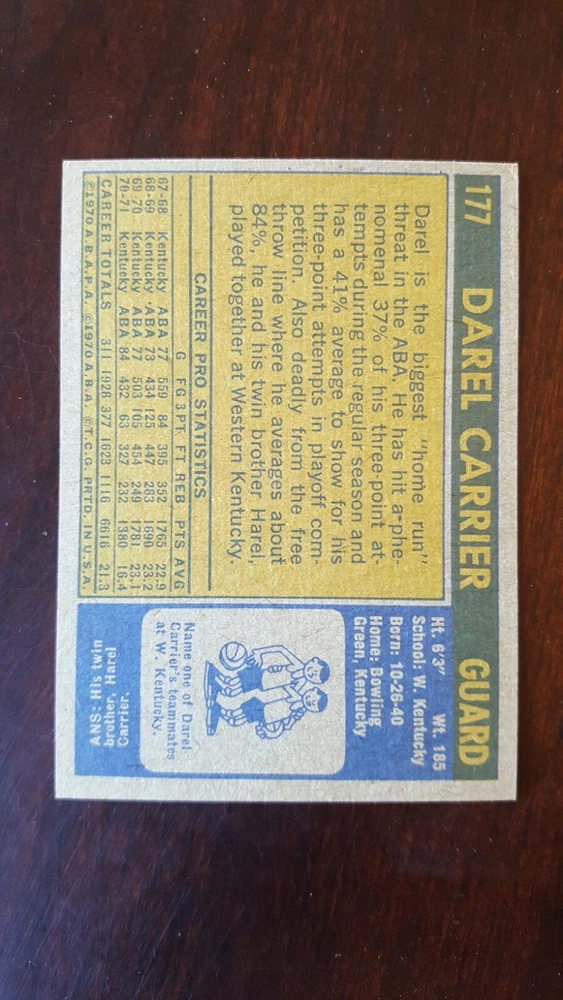 177 DAREL CARRIER GUARD
Darel is the biggest "home run"
threat in the ABA. He has hit a phe-
nomenal 37% of his three-point at-
tempts during the regular season and
has a 41% average to show for his
three-point attempts in playoff com-
petition. Also deadly from the free
throw line where he averages about
84%, he and his twin brother Harel,
played together at Western Kentucky.
CAREER PRO STATISTICS
G FG 3 PT. FT REB PTS AVG
67-68 Kentucky ABA 77 559 84 395 352 1765 22.9
68-69 Kentucky ABA 73 434 125 447 283 1690 23.2
69-70 Kentucky ABA 77 503 105 454 249 1781 23.1
70-71 Kentucky ABA 84 432 63 327 232 1380 16.4
CAREER TOTALS 311 1928 377 1623 1116 6616 21.3
©1970 A.B.A.P.A. ©1970 A.B.A. ©T.C.G. PRTD. IN U.S.A.
Ht. 6'3" Wt. 185
School: W. Kentucky
Born: 10-26-40
Home: Bowling
Green, Kentucky
Name one of Darel
Carrier's teammates
at W. Kentucky.
ANS: His twin
brother, Harel
Carrier.